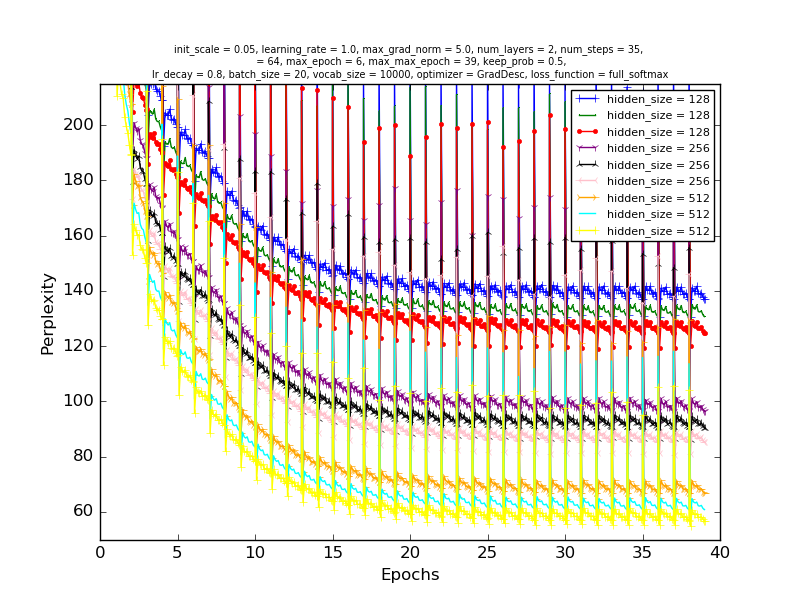 init_scale = 0.05, learning_rate = 1.0, max_grad_norm = 5.0, num_layers = 2, num_steps = 35,
= 64, max_epoch = 6, max_max_epoch = 39, keep_prob = 0.5,
lr_decay = 0.8, batch_size = 20, vocab_size = 10000, optimizer = GradDesc, loss_function = full_softmax
hidden_size = 128
hidden_size = 128
hidden_size = 128
hidden_size = 256
hidden_size = 256
hidden_size = 256
hidden_size = 512
hidden_size = 512
hidden_size = 512
200
180
160
140
120
100
80
60
Perplexity
0 5 10 15 20 25 30 35 40
Epochs